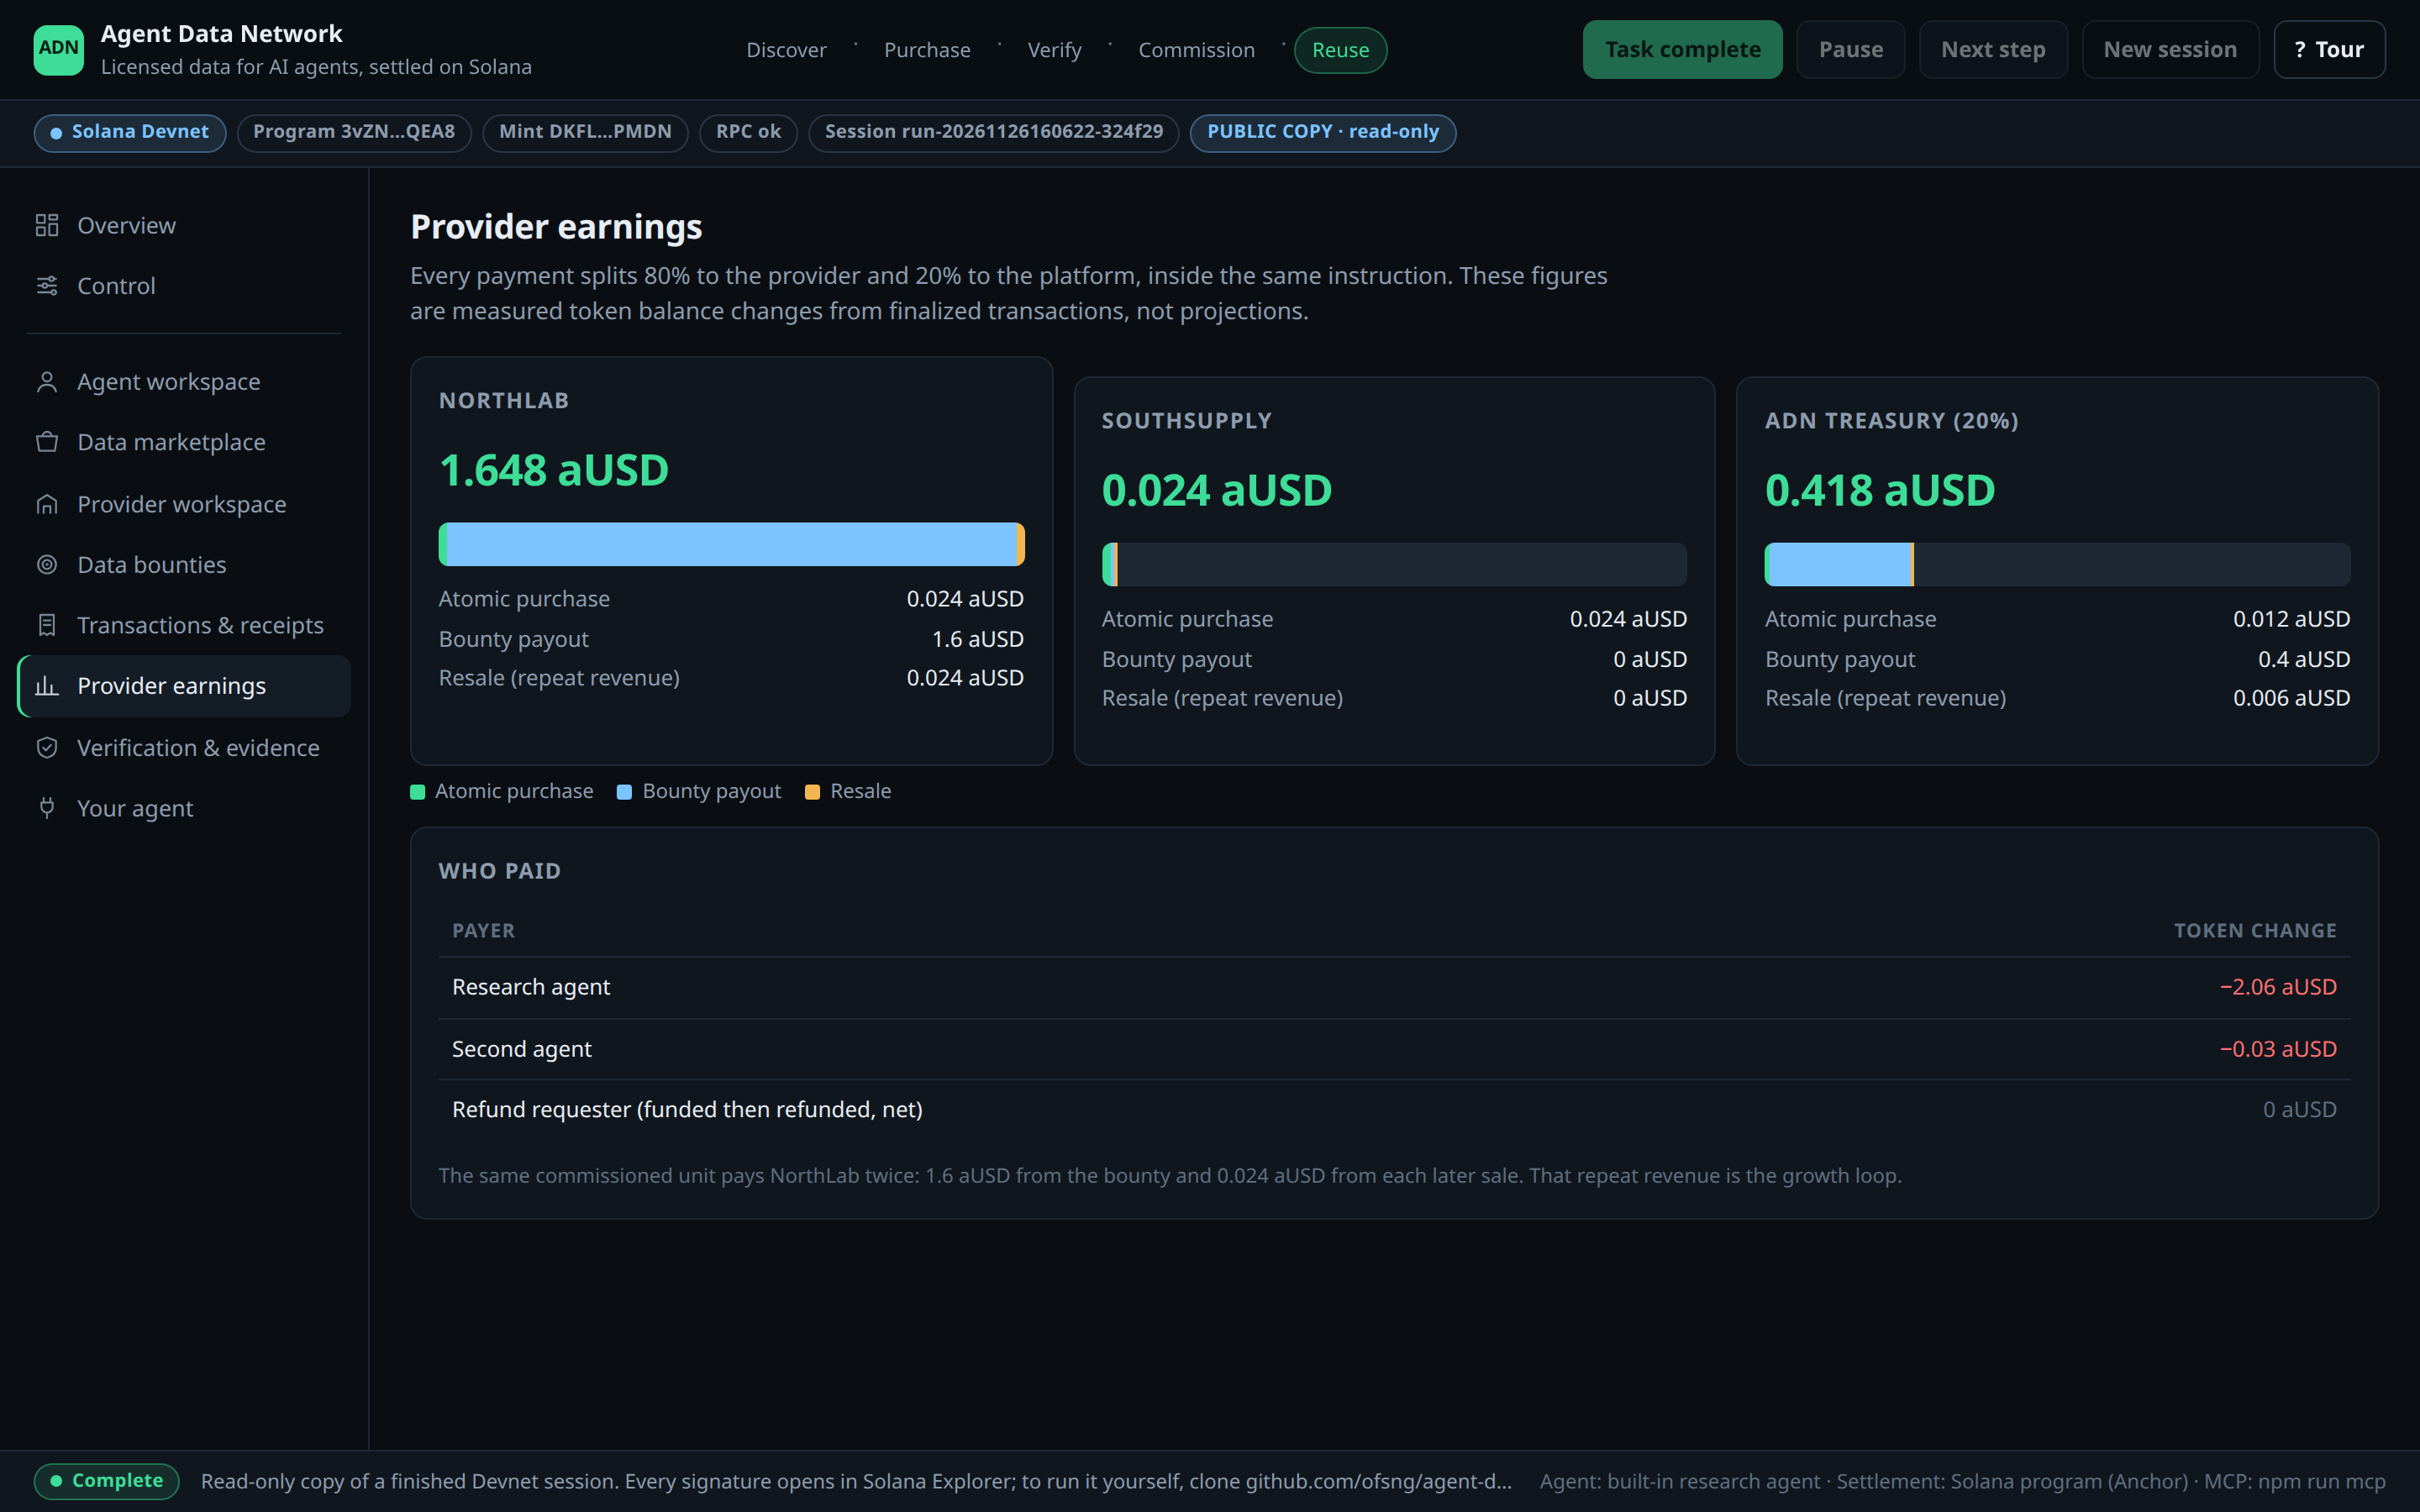 ADN
Agent Data Network
Licensed data for AI agents, settled on Solana
Discover · Purchase · Verify · Commission · Reuse
Task complete
Pause
Next step
New session
? Tour
Solana Devnet
Program 3vZN…QEA8
Mint DKFL…PMDN
RPC ok
Session run-20261126160622-324f29
PUBLIC COPY · read-only
Overview
Control
Agent workspace
Data marketplace
Provider workspace
Data bounties
Transactions & receipts
Provider earnings
Verification & evidence
Your agent
Provider earnings
Every payment splits 80% to the provider and 20% to the platform, inside the same instruction. These figures
are measured token balance changes from finalized transactions, not projections.
NORTHLAB
1.648 aUSD
Atomic purchase 0.024 aUSD
Bounty payout 1.6 aUSD
Resale (repeat revenue) 0.024 aUSD
SOUTHSUPPLY
0.024 aUSD
Atomic purchase 0.024 aUSD
Bounty payout 0 aUSD
Resale (repeat revenue) 0 aUSD
ADN TREASURY (20%)
0.418 aUSD
Atomic purchase 0.012 aUSD
Bounty payout 0.4 aUSD
Resale (repeat revenue) 0.006 aUSD
Atomic purchase Bounty payout Resale
WHO PAID
PAYER TOKEN CHANGE
Research agent −2.06 aUSD
Second agent −0.03 aUSD
Refund requester (funded then refunded, net) 0 aUSD
The same commissioned unit pays NorthLab twice: 1.6 aUSD from the bounty and 0.024 aUSD from each later sale. That repeat revenue is the growth loop.
Complete
Read-only copy of a finished Devnet session. Every signature opens in Solana Explorer; to run it yourself, clone github.com/ofsng/agent-d…
Agent: built-in research agent · Settlement: Solana program (Anchor) · MCP: npm run mcp